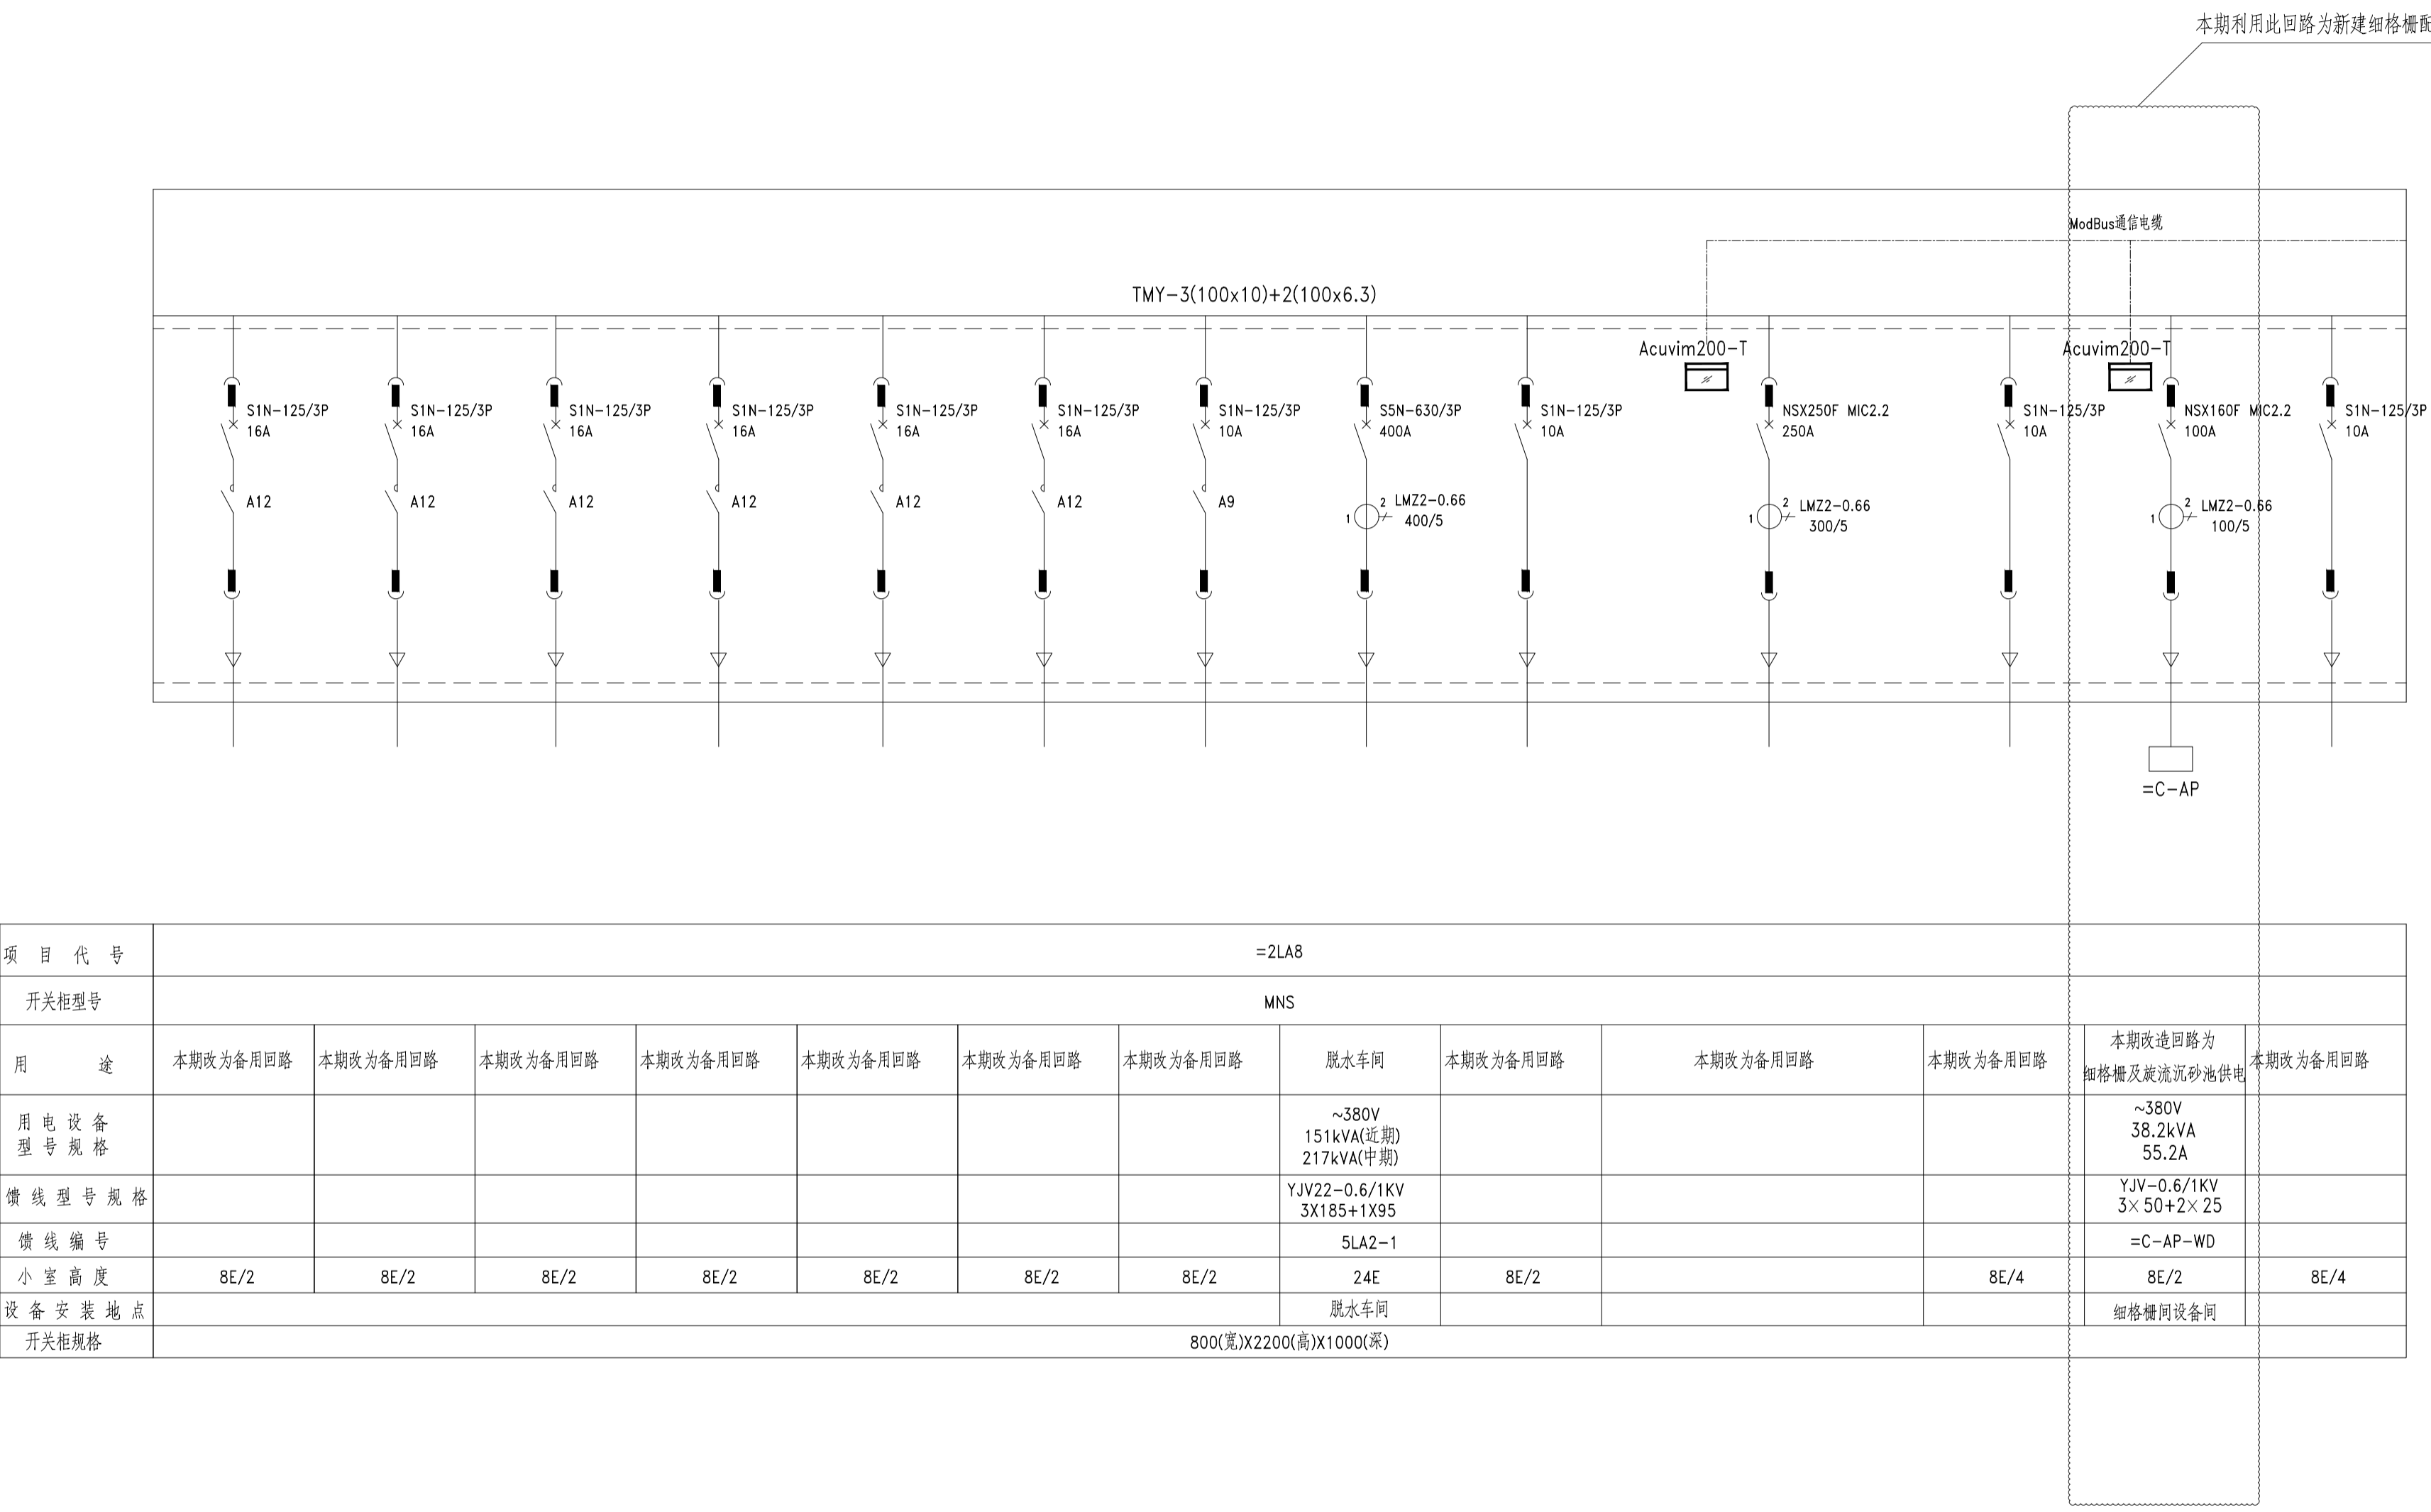 本期利用此回路为新建细格栅配
ModBus通信电缆
TMY-3(100x10)+2(100x6.3)
Acuvim200-T
Acuvim200-T
S1N-125/3P
16A
A12
S1N-125/3P
16A
A12
S1N-125/3P
16A
A12
S1N-125/3P
16A
A12
S1N-125/3P
16A
A12
S1N-125/3P
16A
A12
S1N-125/3P
10A
A9
S5N-630/3P
400A
1
2
LMZ2-0.66
400/5
S1N-125/3P
10A
NSX250F MIC2.2
250A
1
2
LMZ2-0.66
300/5
S1N-125/3P
10A
NSX160F MIC2.2
100A
1
2
LMZ2-0.66
100/5
S1N-125/3P
10A
=C-AP
项目代号
=2LA8
开关柜型号
MNS
用途
本期改为备用回路
本期改为备用回路
本期改为备用回路
本期改为备用回路
本期改为备用回路
本期改为备用回路
本期改为备用回路
脱水车间
本期改为备用回路
本期改为备用回路
本期改为备用回路
本期改造回路为
细格栅及旋流沉砂池供电
本期改为备用回路
用电设备
型号规格
~380V
151kVA(近期)
217kVA(中期)
~380V
38.2kVA
55.2A
馈线型号规格
YJV22-0.6/1KV
3X185+1X95
YJV-0.6/1KV
3×50+2×25
馈线编号
5LA2-1
=C-AP-WD
小室高度
8E/2
8E/2
8E/2
8E/2
8E/2
8E/2
8E/2
24E
8E/2
8E/4
8E/2
8E/4
设备安装地点
脱水车间
细格栅间设备间
开关柜规格
800(宽)X2200(高)X1000(深)